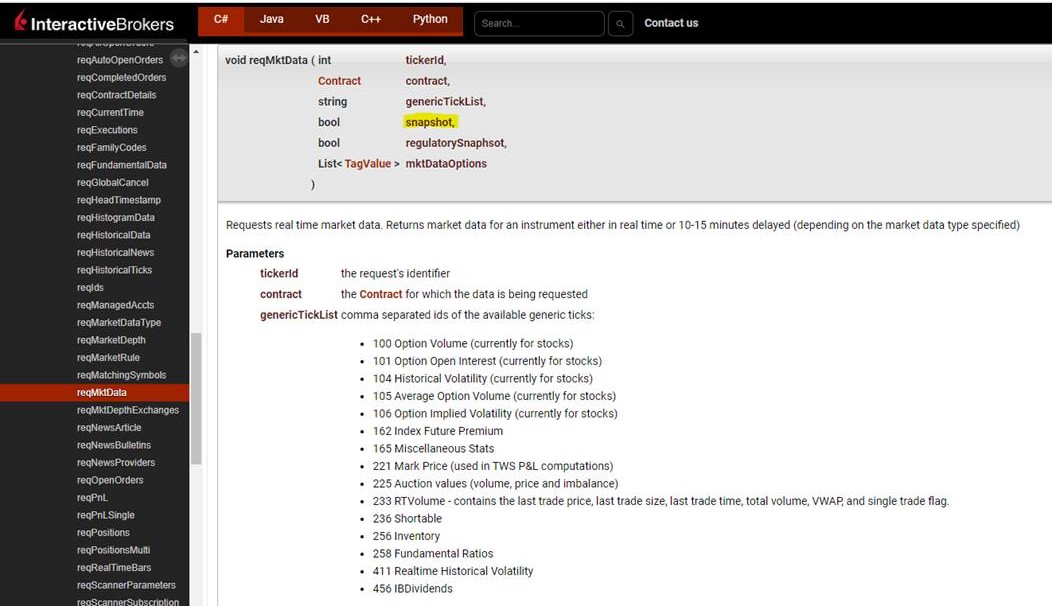 InteractiveBrokers
C# Java VB C++ Python
Search...
Contact us
reqAutoOpenOrders
reqCompletedOrders
reqContractDetails
reqCurrentTime
reqExecutions
reqFamilyCodes
reqFundamentalData
reqGlobalCancel
reqHeadTimestamp
reqHistogramData
reqHistoricalData
reqHistoricalNews
reqHistoricalTicks
reqIds
reqManagedAccts
reqMarketDataType
reqMarketDepth
reqMarketRule
reqMatchingSymbols
reqMktData
reqMktDepthExchanges
reqNewsArticle
reqNewsBulletins
reqNewsProviders
reqOpenOrders
reqPnL
reqPnLSingle
reqPositions
reqPositionsMulti
reqRealTimeBars
reqScannerParameters
reqScannerSubscription
void reqMktData ( int tickerId,
Contract contract,
string genericTickList,
bool snapshot,
bool regulatorySnaphsot,
List< TagValue > mktDataOptions
)
Requests real time market data. Returns market data for an instrument either in real time or 10-15 minutes delayed (depending on the market data type specified)
Parameters
tickerId the request's identifier
contract the Contract for which the data is being requested
genericTickList comma separated ids of the available generic ticks:
• 100 Option Volume (currently for stocks)
• 101 Option Open Interest (currently for stocks)
• 104 Historical Volatility (currently for stocks)
• 105 Average Option Volume (currently for stocks)
• 106 Option Implied Volatility (currently for stocks)
• 162 Index Future Premium
• 165 Miscellaneous Stats
• 221 Mark Price (used in TWS P&L computations)
• 225 Auction values (volume, price and imbalance)
• 233 RTVolume - contains the last trade price, last trade size, last trade time, total volume, VWAP, and single trade flag.
• 236 Shortable
• 256 Inventory
• 258 Fundamental Ratios
• 411 Realtime Historical Volatility
• 456 IBDividends